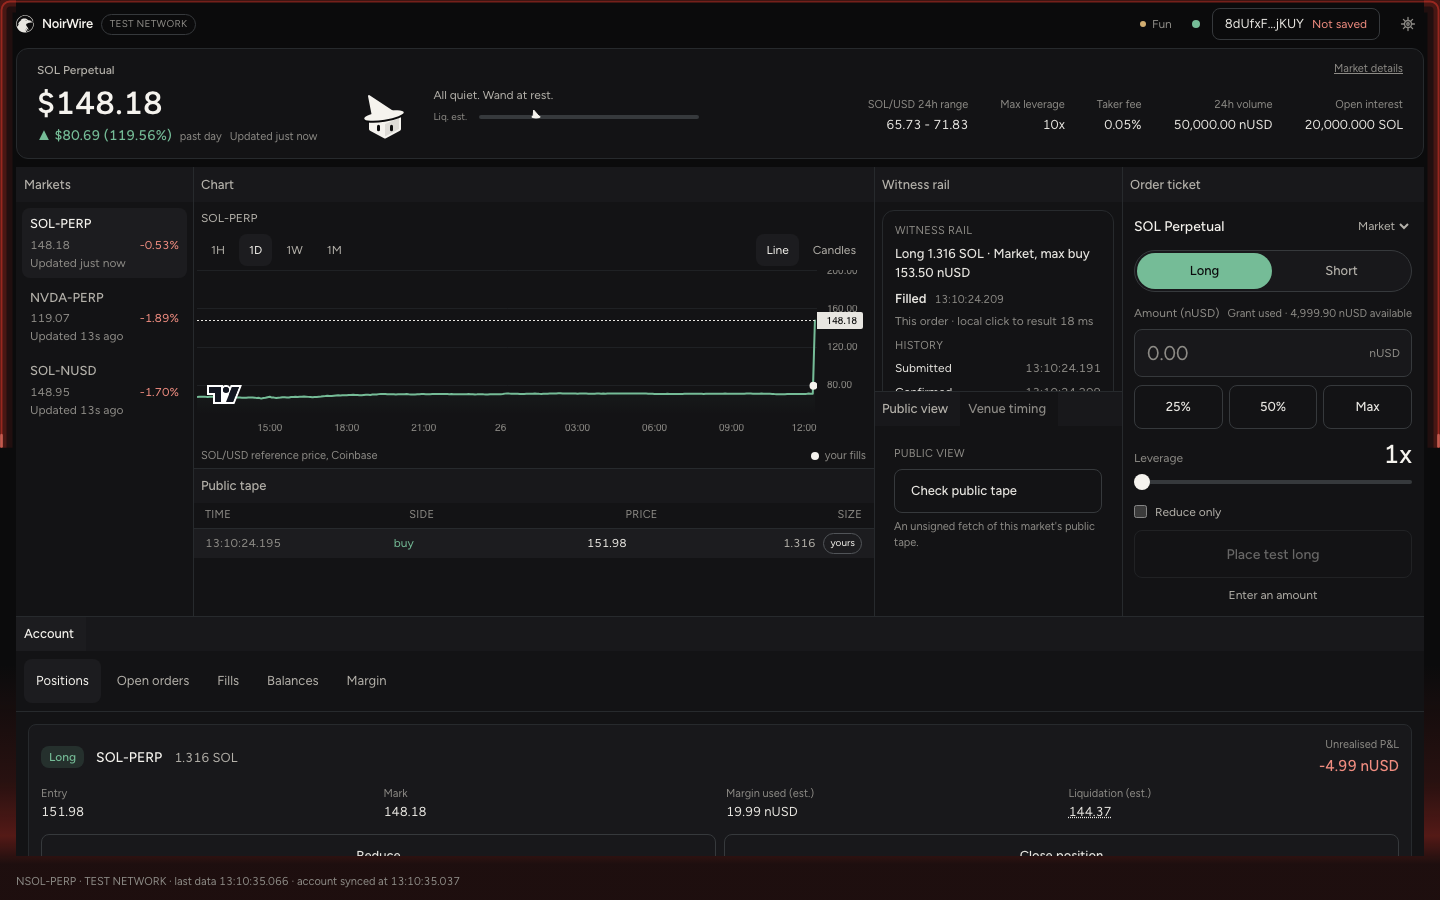 NoirWire TEST NETWORK
Fun 8dUfxF...jKUY Not saved
SOL Perpetual
$148.18
▲ $80.69 (119.56%) past day Updated just now
All quiet. Wand at rest.
Liq. est.
Market details
SOL/USD 24h range Max leverage Taker fee 24h volume Open interest
65.73 - 71.83 10x 0.05% 50,000.00 nUSD 20,000.000 SOL
Markets
SOL-PERP
148.18 -0.53%
Updated just now
NVDA-PERP
119.07 -1.89%
Updated 13s ago
SOL-NUSD
148.95 -1.70%
Updated 13s ago
Chart
SOL-PERP
1H 1D 1W 1M Line Candles
200.00
160.00
148.18
120.00
80.00
15:00 18:00 21:00 26 03:00 06:00 09:00 12:00
SOL/USD reference price, Coinbase your fills
Public tape
TIME SIDE PRICE SIZE
13:10:24.195 buy 151.98 1.316 yours
Witness rail
WITNESS RAIL
Long 1.316 SOL · Market, max buy
153.50 nUSD
Filled 13:10:24.209
This order · local click to result 18 ms
HISTORY
Submitted 13:10:24.191
Confirmed 13:10:24.209
Public view Venue timing
PUBLIC VIEW
Check public tape
An unsigned fetch of this market's public
tape.
Order ticket
SOL Perpetual Market
Long Short
Amount (nUSD) Grant used · 4,999.90 nUSD available
0.00 nUSD
25% 50% Max
Leverage 1x
Reduce only
Place test long
Enter an amount
Account
Positions Open orders Fills Balances Margin
Long SOL-PERP 1.316 SOL
Unrealised P&L
-4.99 nUSD
Entry Mark Margin used (est.) Liquidation (est.)
151.98 148.18 19.99 nUSD 144.37
Reduce Close position
NSOL-PERP · TEST NETWORK · last data 13:10:35.066 · account synced at 13:10:35.037